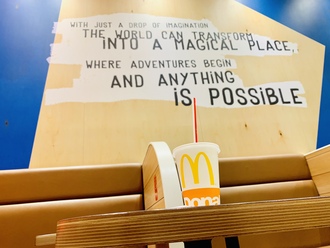 WITH JUST A DROP OF IMAGINATION
THE WORLD CAN TRANSFORM
INTO A MAGICAL PLACE,
WHERE ADVENTURES BEGIN
AND ANYTHING
iS POSSiBLE